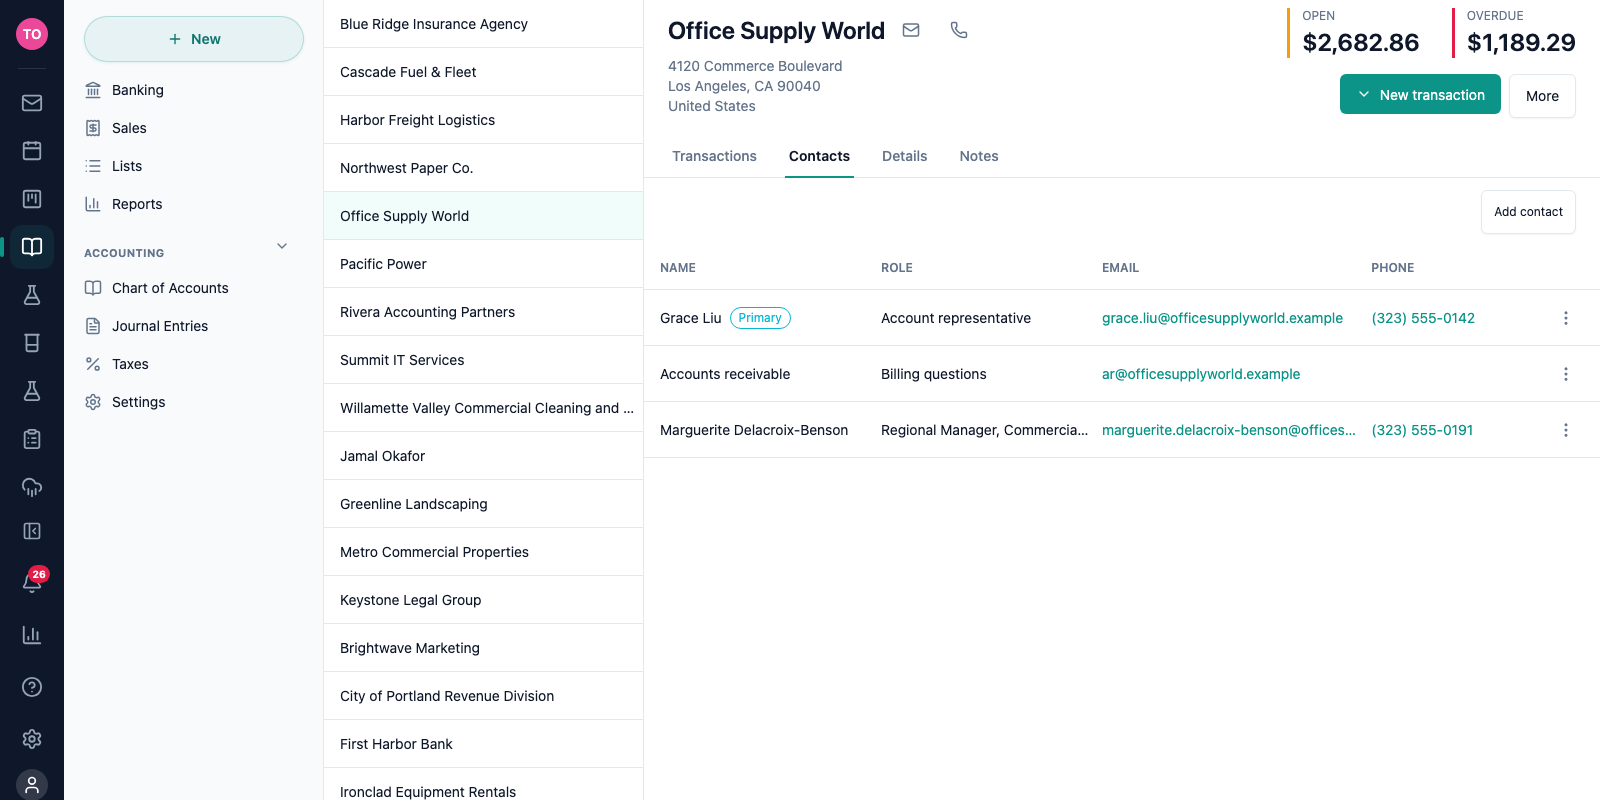 TO
26
New
Banking
Sales
Lists
Reports
ACCOUNTING
Chart of Accounts
Journal Entries
Taxes
Settings
Blue Ridge Insurance Agency
Cascade Fuel & Fleet
Harbor Freight Logistics
Northwest Paper Co.
Office Supply World
Pacific Power
Rivera Accounting Partners
Summit IT Services
Willamette Valley Commercial Cleaning and ...
Jamal Okafor
Greenline Landscaping
Metro Commercial Properties
Keystone Legal Group
Brightwave Marketing
City of Portland Revenue Division
First Harbor Bank
Ironclad Equipment Rentals
Office Supply World
4120 Commerce Boulevard
Los Angeles, CA 90040
United States
OPEN
$2,682.86
OVERDUE
$1,189.29
New transaction
More
Transactions Contacts Details Notes
Add contact
NAME ROLE EMAIL PHONE
Grace Liu Primary Account representative grace.liu@officesupplyworld.example (323) 555-0142
Accounts receivable Billing questions ar@officesupplyworld.example
Marguerite Delacroix-Benson Regional Manager, Commercia... marguerite.delacroix-benson@offices... (323) 555-0191